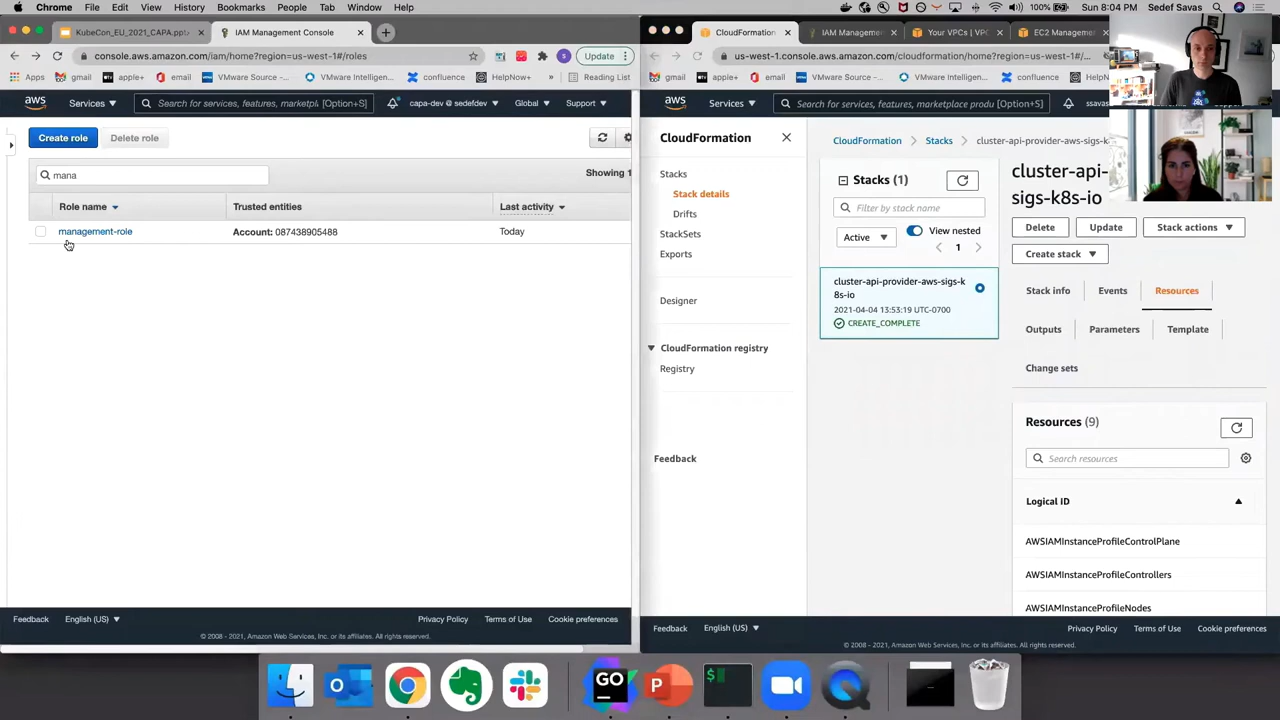 Chrome File Edit View History Bookmarks People Tab Window Help
Sun 8:04 PM Sedef Savas
KubeCon_EU_2021_CAPA.pptx
IAM Management Console
console.aws.amazon.com/iam/home?region=us-west-1#/roles
Update
Apps Gmail apple+ email VMware Source -... VMware Intelligen... confluence HelpNow+ Reading List
aws Services Search for services, features, marketpla [Option+S] capa-dev @ sedefdev Global Support
Create role Delete role
mana
Showing 1
Role name Trusted entities Last activity
management-role Account: 087438905488 Today
Feedback English (US) Privacy Policy Terms of Use Cookie preferences
© 2008 - 2021, Amazon Web Services, Inc. or its affiliates. All rights reserved.
CloudFormation
IAM Manageme
Your VPCs | VPC
EC2 Managemen
us-west-1.console.aws.amazon.com/cloudformation/home?region=us-west-1#/...
Gmail apple+ email VMware Source -... VMware Intelligen... confluence
aws Services Search for services, features, marketplace produ [Option+S] ssavas
CloudFormation
Stacks
Stack details
Drifts
StackSets
Exports
Designer
CloudFormation registry
Registry
Feedback
CloudFormation Stacks cluster-api-provider-aws-sigs-k
Stacks (1)
Filter by stack name
Active View nested
1
cluster-api-provider-aws-sigs-k
8s-io
2021-04-04 13:53:19 UTC-0700
CREATE_COMPLETE
cluster-api-
sigs-k8s-io
Delete Update Stack actions
Create stack
Stack info Events Resources
Outputs Parameters Template
Change sets
Resources (9)
Search resources
Logical ID
AWSIAMInstanceProfileControlPlane
AWSIAMInstanceProfileControllers
AWSIAMInstanceProfileNodes
Feedback English (US) Privacy Policy Terms of Use Cookie preferences
© 2008 - 2021, Amazon Web Services, Inc. or its affiliates. All rights reserved.
GO